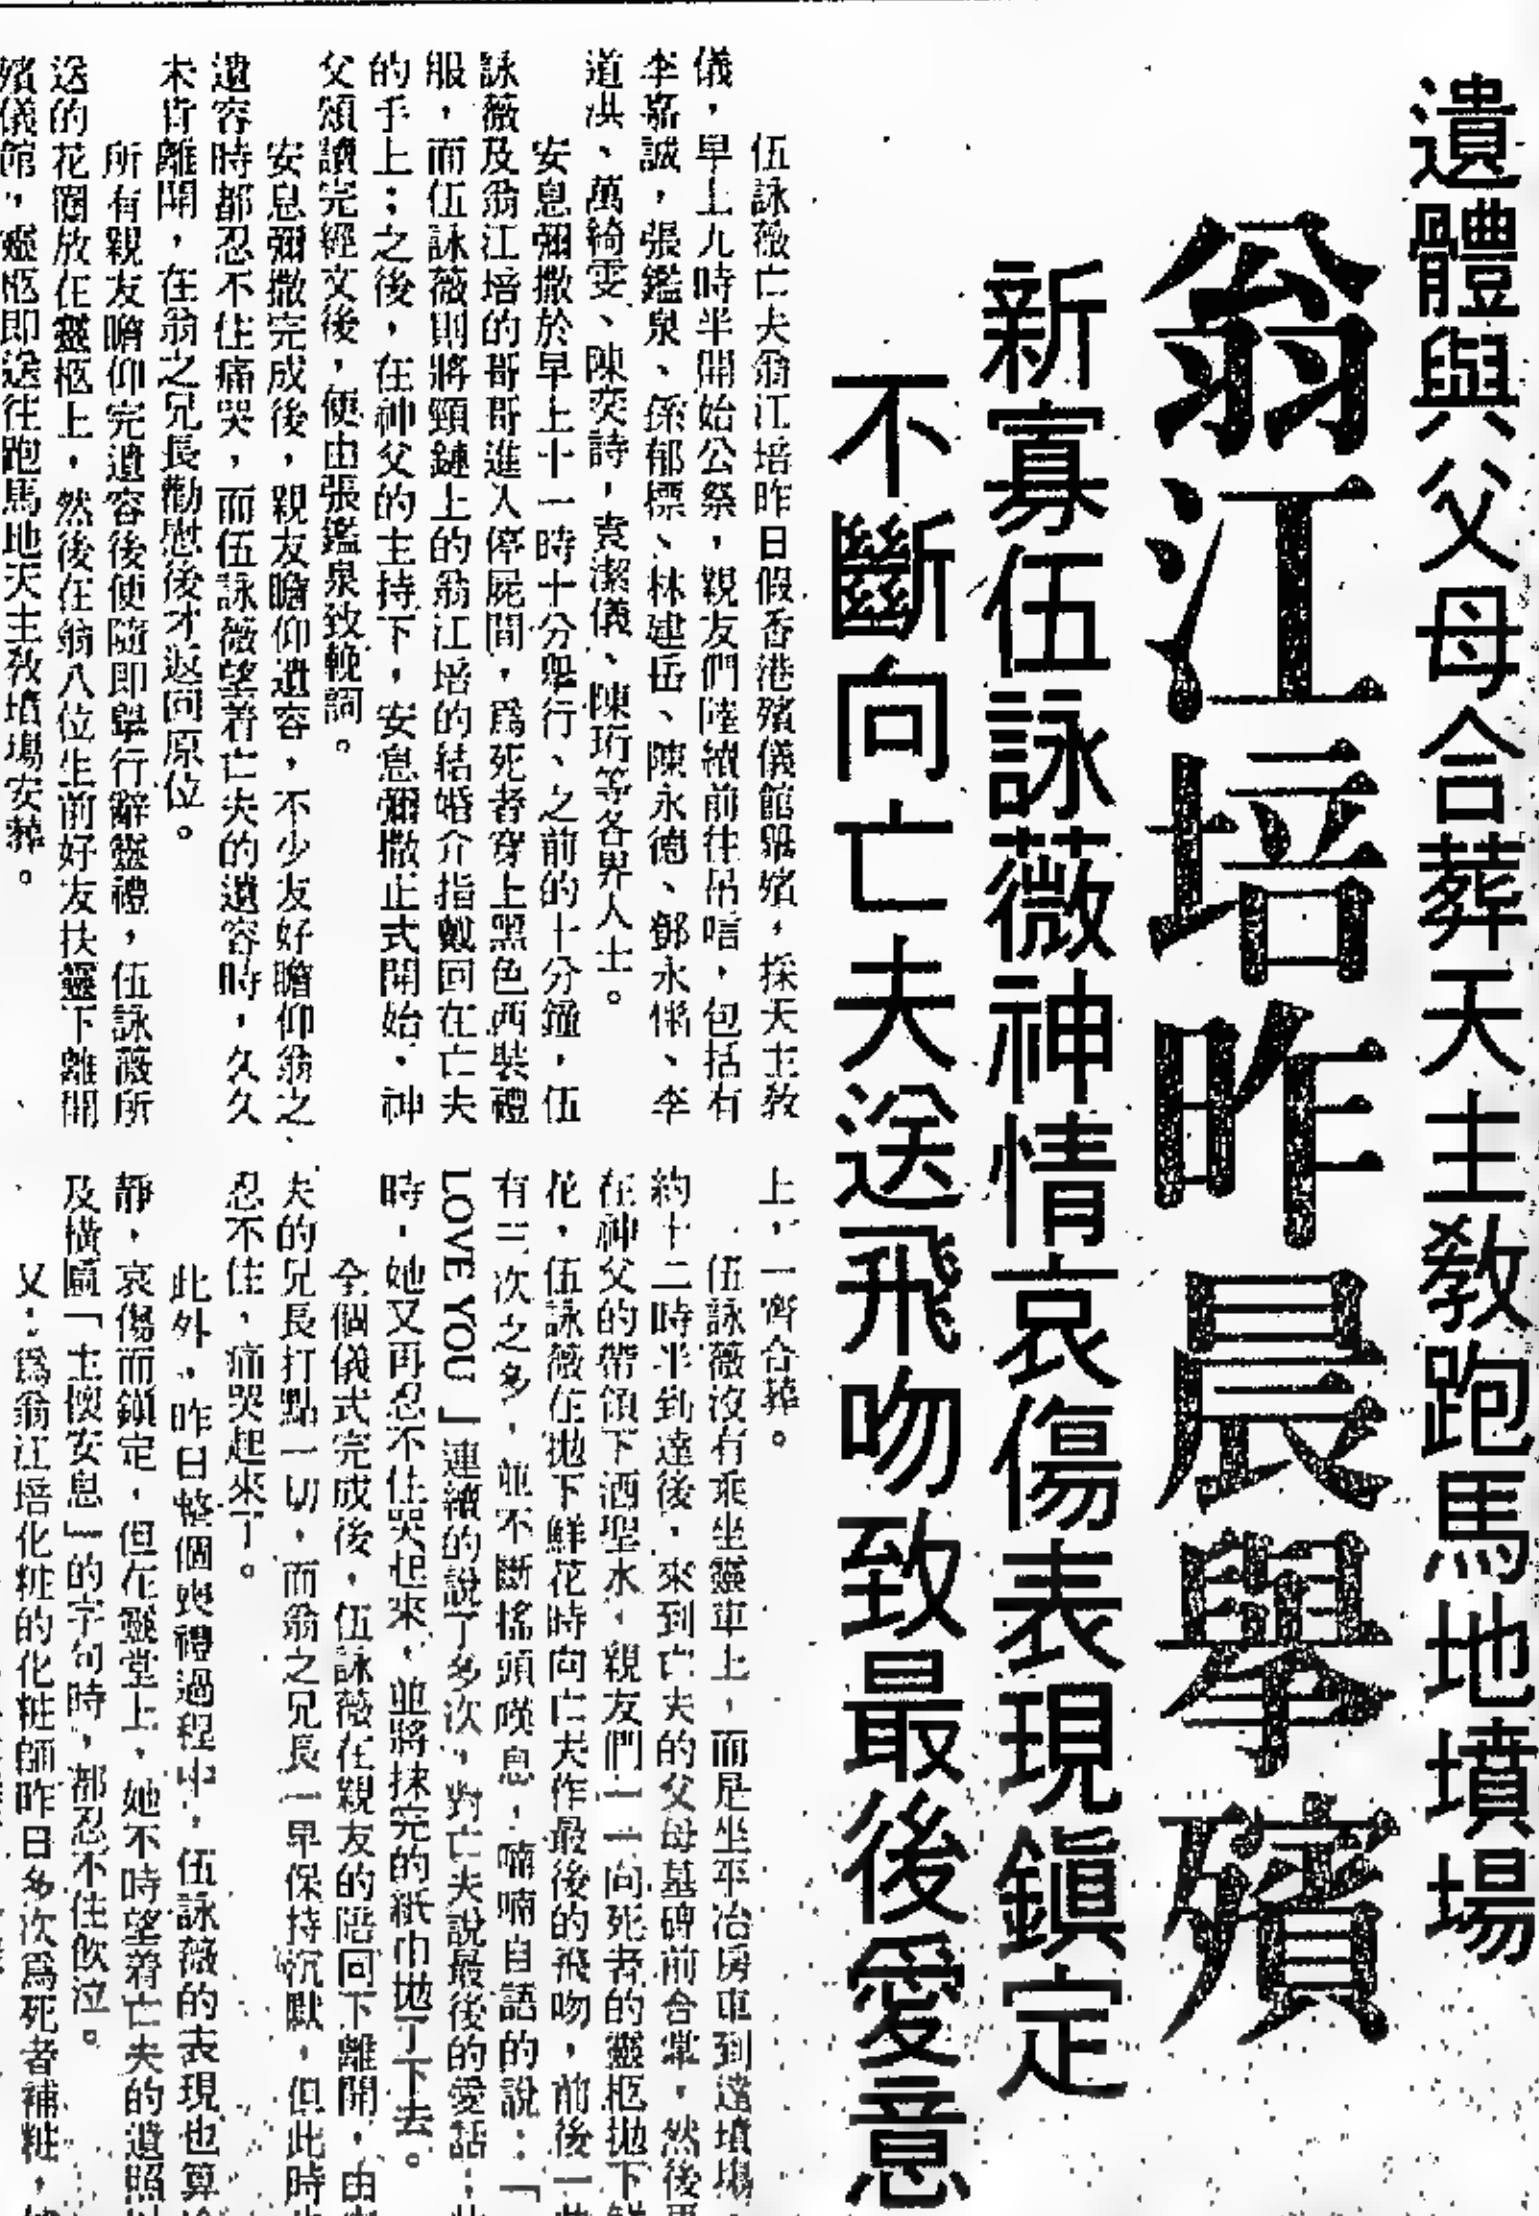 遺體與父母合葬天主教跑馬地墳場
翁江培昨晨舉殯
新寡伍詠薇神情哀傷表現鎮定
不斷向亡夫送飛吻致最後愛意
伍詠薇亡夫翁江培昨日假香港殯儀館舉殯，採天主教
儀，早上九時半開始公祭，親友們陸續前往吊唁，包括有
李嘉誠，張鑑泉、孫郁標、林建岳、陳永德、鄧永鏘、李
道洪、萬綺雯、陳奕詩，袁潔儀、陳珩等各界人士。
安息彌撒於早上十一時十分舉行、之前的十分鐘，伍
詠薇及翁江培的哥哥進入停屍間，爲死者穿上黑色西裝禮
服，而伍詠薇則將頸鏈上的翁江培的結婚介指戴回在亡夫
的手上；之後，在神父的主持下，安息彌撒正式開始、神
父頌讀完經文後，便由張鑑泉致輓詞。
安息彌撒完成後，親友瞻仰遺容，不少友好瞻仰翁之
遺容時都忍不住痛哭，而伍詠薇望着亡夫的遺容時，久久
未肯離開，在翁之兄長勸慰後才返回原位。
所有親友瞻仰完遺容後便隨即舉行辭靈禮，伍詠薇所
送的花圈放在靈柩上，然後在翁八位生前好友扶靈下離開
殯儀館，靈柩即送往跑馬地天主教墳場安葬。
上，一齊合葬。
伍詠薇沒有乘坐靈車上，而是坐平治房車到達墳場，
約十二時半到達後，來到亡夫的父母墓碑前合掌，然後
在神父的帶領下洒聖水，親友們一一向死者的靈柩拋下鮮
花，伍詠薇在拋下鮮花時向亡夫作最後的飛吻，前後一共
有三次之多，並不斷搖頭嘆息，喃喃自語的說：「
LOVE YOU」連續的說了多次，對亡夫說最後的愛話；此
時，她又再忍不住哭起來，並將抹完的紙巾拋了下去。
全個儀式完成後，伍詠薇在親友的陪同下離開，由
夫的兄長打點一切，而翁之兄長一早保持沉默，但此時也
忍不住，痛哭起來了。
此外，昨日整個喪禮過程中，伍詠薇的表現也算
靜，哀傷而鎮定，但在靈堂上，她不時望着亡夫的遺照
及橫匾「主懷安息」的字句時，都忍不住飲泣。
又，爲翁江培化粧的化粧師昨日多次爲死者補粧，